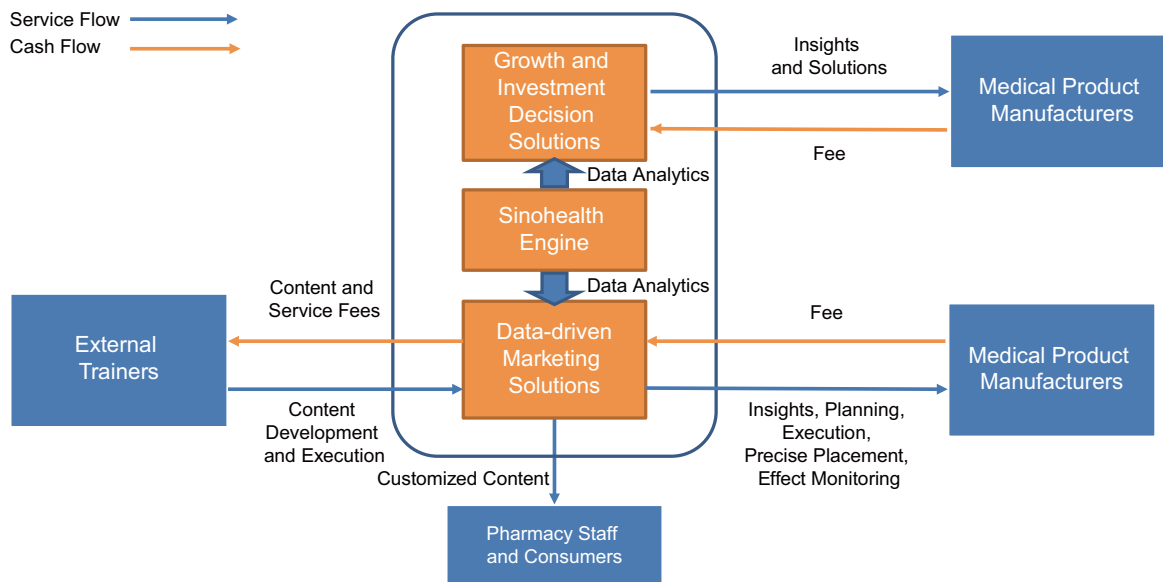 Service Flow
Cash Flow
Growth and
Investment
Decision
Solutions
Insights
and Solutions
Medical Product
Manufacturers
Fee
Data Analytics
Sinohealth
Engine
Data Analytics
Content and
Service Fees
External
Trainers
Data-driven
Marketing
Solutions
Fee
Medical Product
Manufacturers
Content
Development
and Execution
Insights, Planning,
Execution,
Precise Placement,
Effect Monitoring
Customized Content
Pharmacy Staff
and Consumers